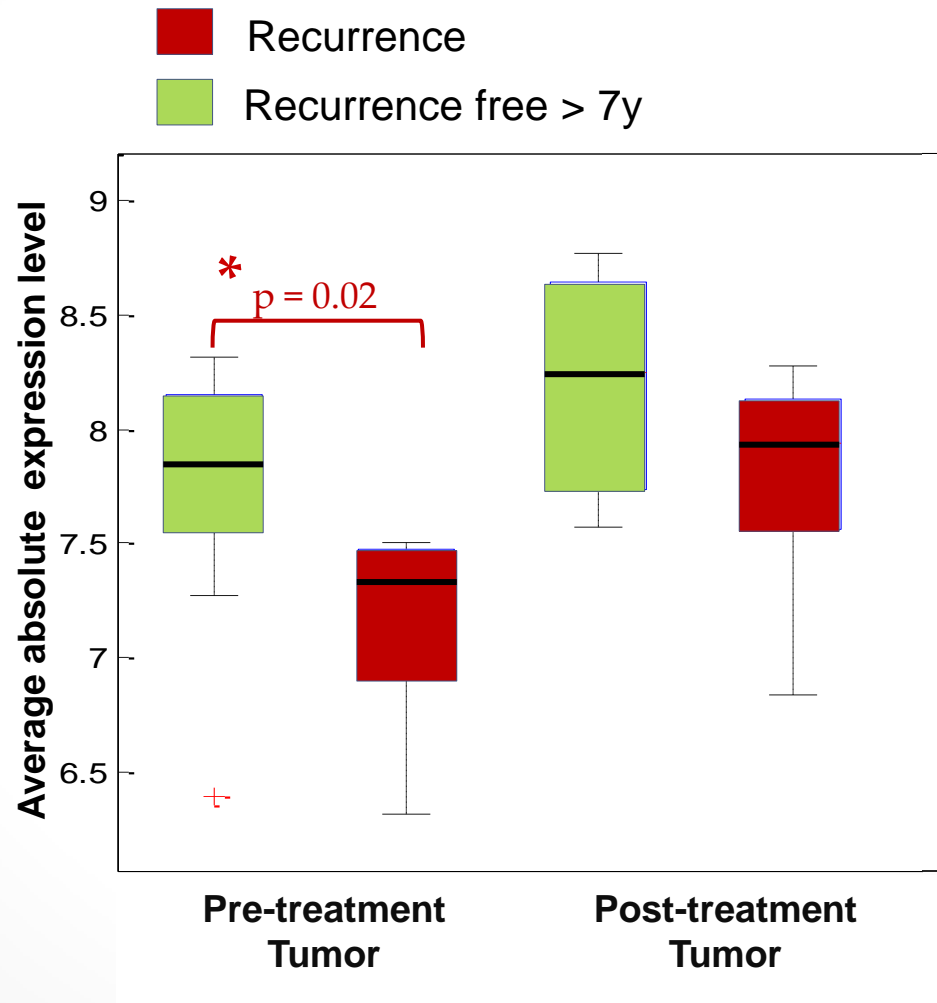 Recurrence
Recurrence free > 7y
Average absolute expression level
9
8.5
8
7.5
7
6.5
*
p = 0.02
Pre-treatment
Tumor
Post-treatment
Tumor